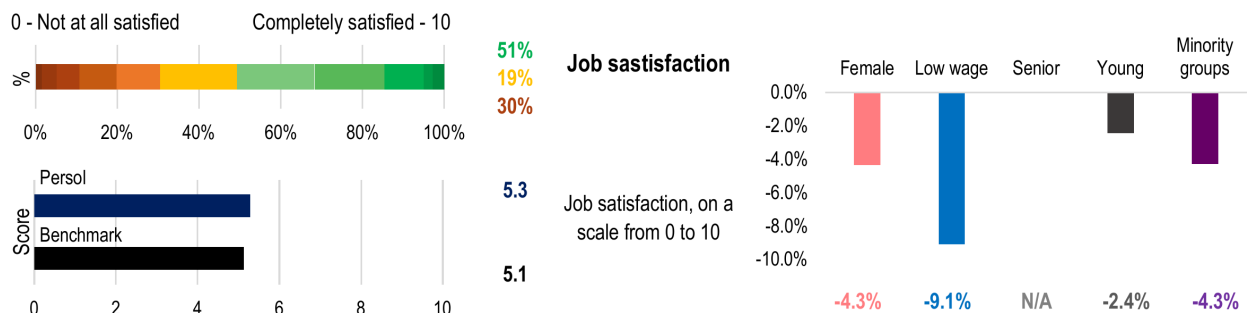 0 - Not at all satisfied Completely satisfied - 10
%
0% 20% 40% 60% 80% 100%
51%
19%
30%
Score
Persol
Benchmark
0 2 4 6 8 10
5.3
5.1
Job sastisfaction
Job satisfaction, on a
scale from 0 to 10
Female Low wage Senior Young Minority
groups
0.0%
-2.0%
-4.0%
-6.0%
-8.0%
-10.0%
-4.3% -9.1% N/A -2.4% -4.3%